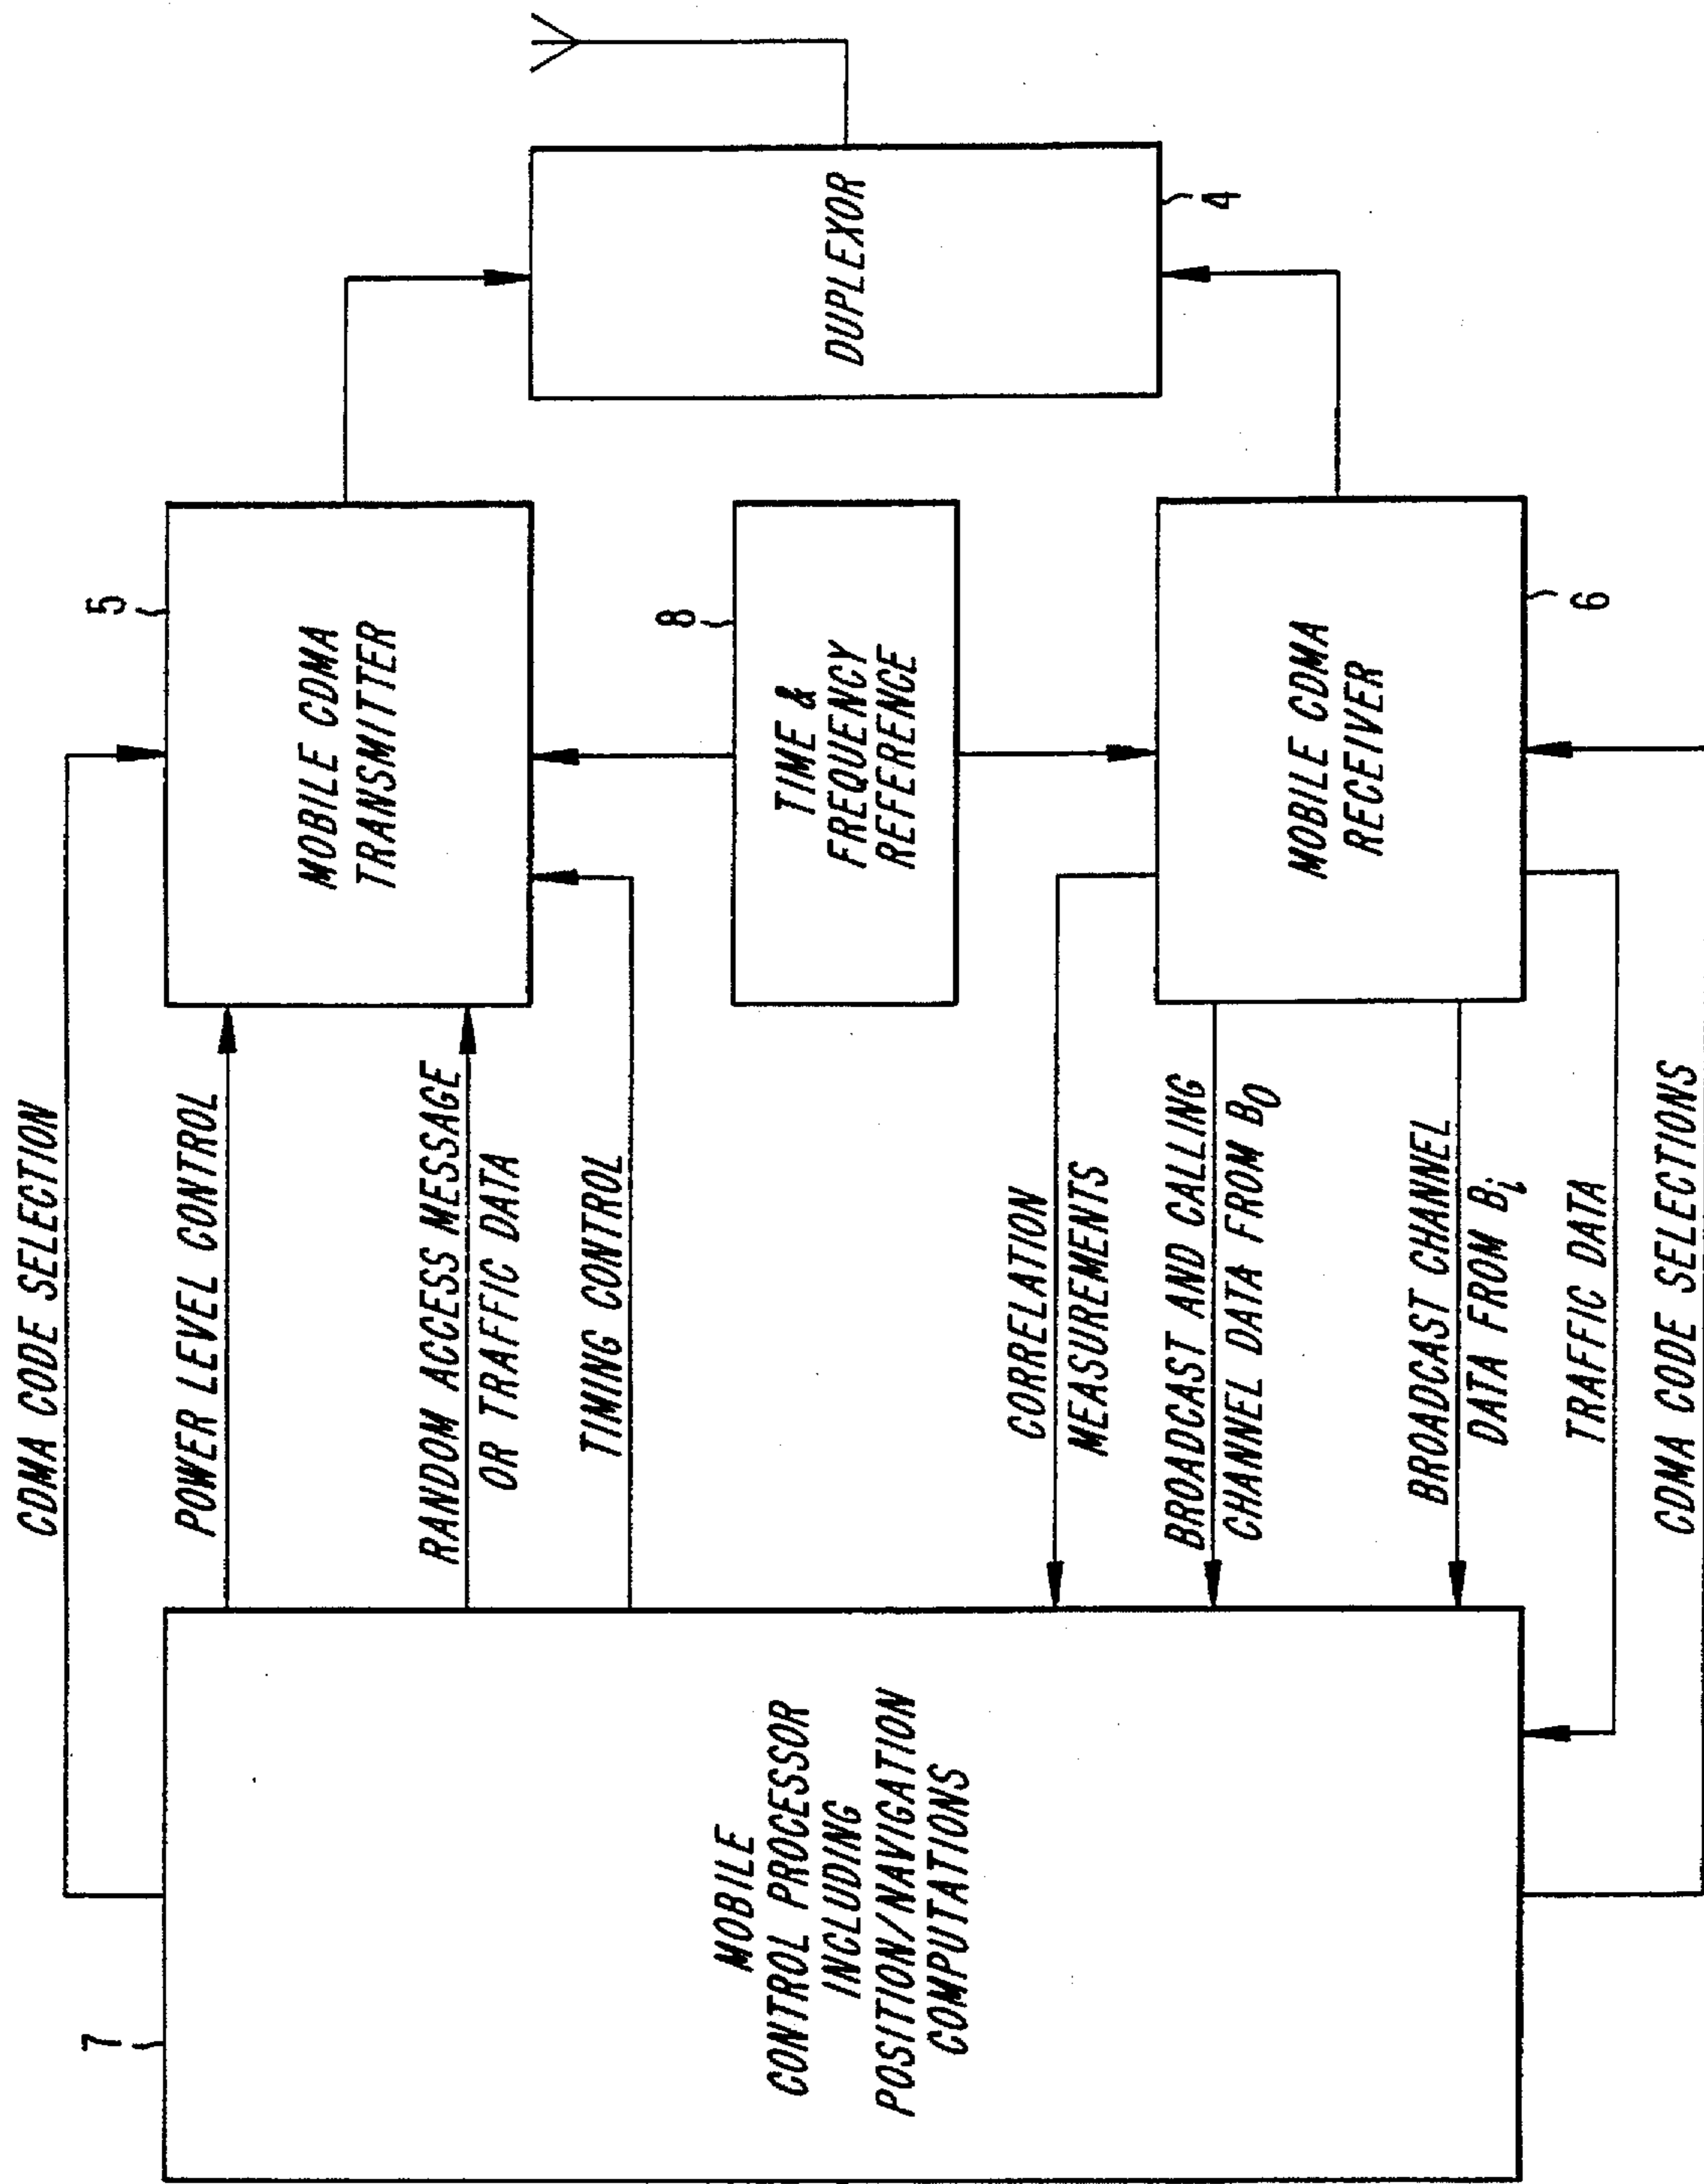 CDMA CODE SELECTION
5
POWER LEVEL CONTROL
MOBILE CDMA
TRANSMITTER
RANDOM ACCESS MESSAGE
OR TRAFFIC DATA
TIMING CONTROL
7
MOBILE
CONTROL PROCESSOR
INCLUDING
POSITION/NAVIGATION
COMPUTATIONS
8
TIME &
FREQUENCY
REFERENCE
DUPLEXOR
4
CORRELATION
MEASUREMENTS
BROADCAST AND CALLING
CHANNEL DATA FROM B0
MOBILE CDMA
RECEIVER
6
BROADCAST CHANNEL
DATA FROM Bi
TRAFFIC DATA
CDMA CODE SELECTIONS